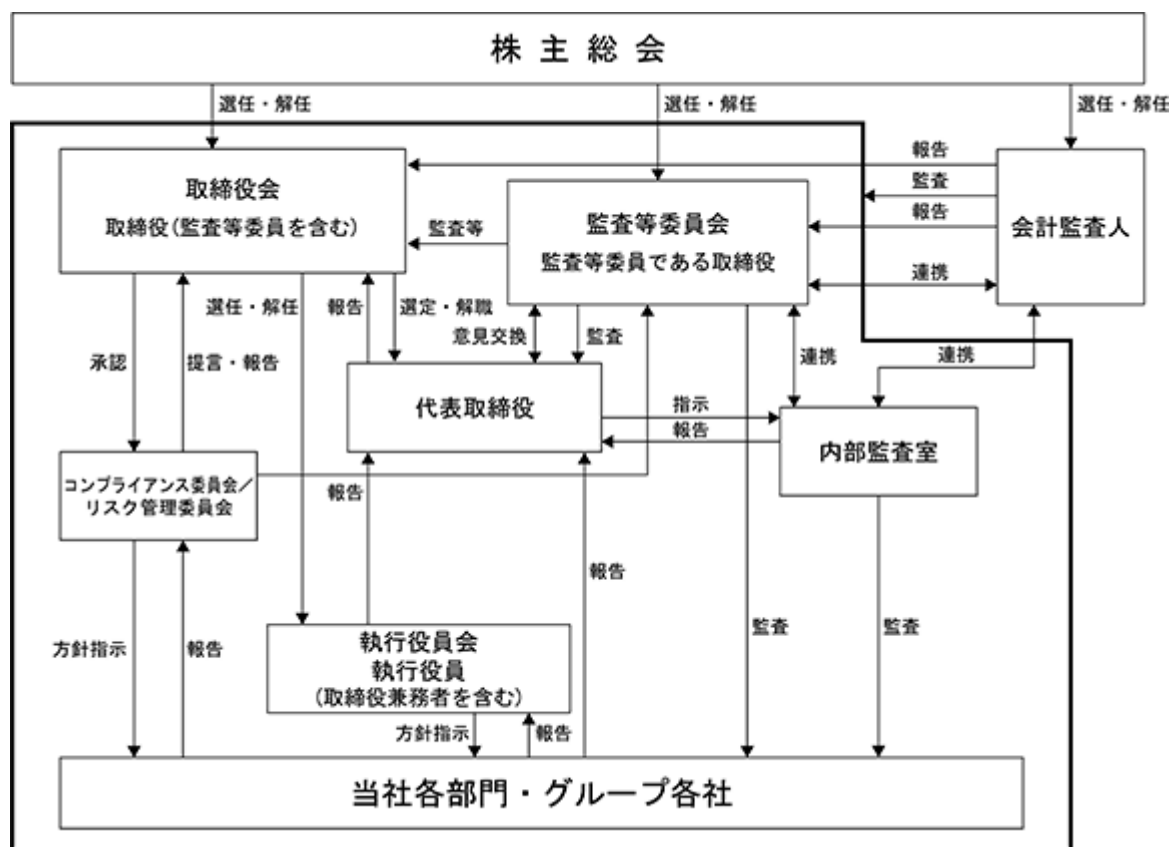 株主総会
選任・解任
選任・解任
選任・解任
取締役会
取締役(監査等委員を含む)
監査等
監査等委員会
監査等委員である取締役
報告
監査
報告
連携
会計監査人
選任・解任
報告
選定・解職
意見交換
監査
連携
連携
承認
提言・報告
代表取締役
指示
報告
内部監査室
コンプライアンス委員会/
リスク管理委員会
報告
報告
執行役員会
執行役員
(取締役兼務者を含む)
方針指示
報告
監査
監査
方針指示
報告
当社各部門・グループ各社